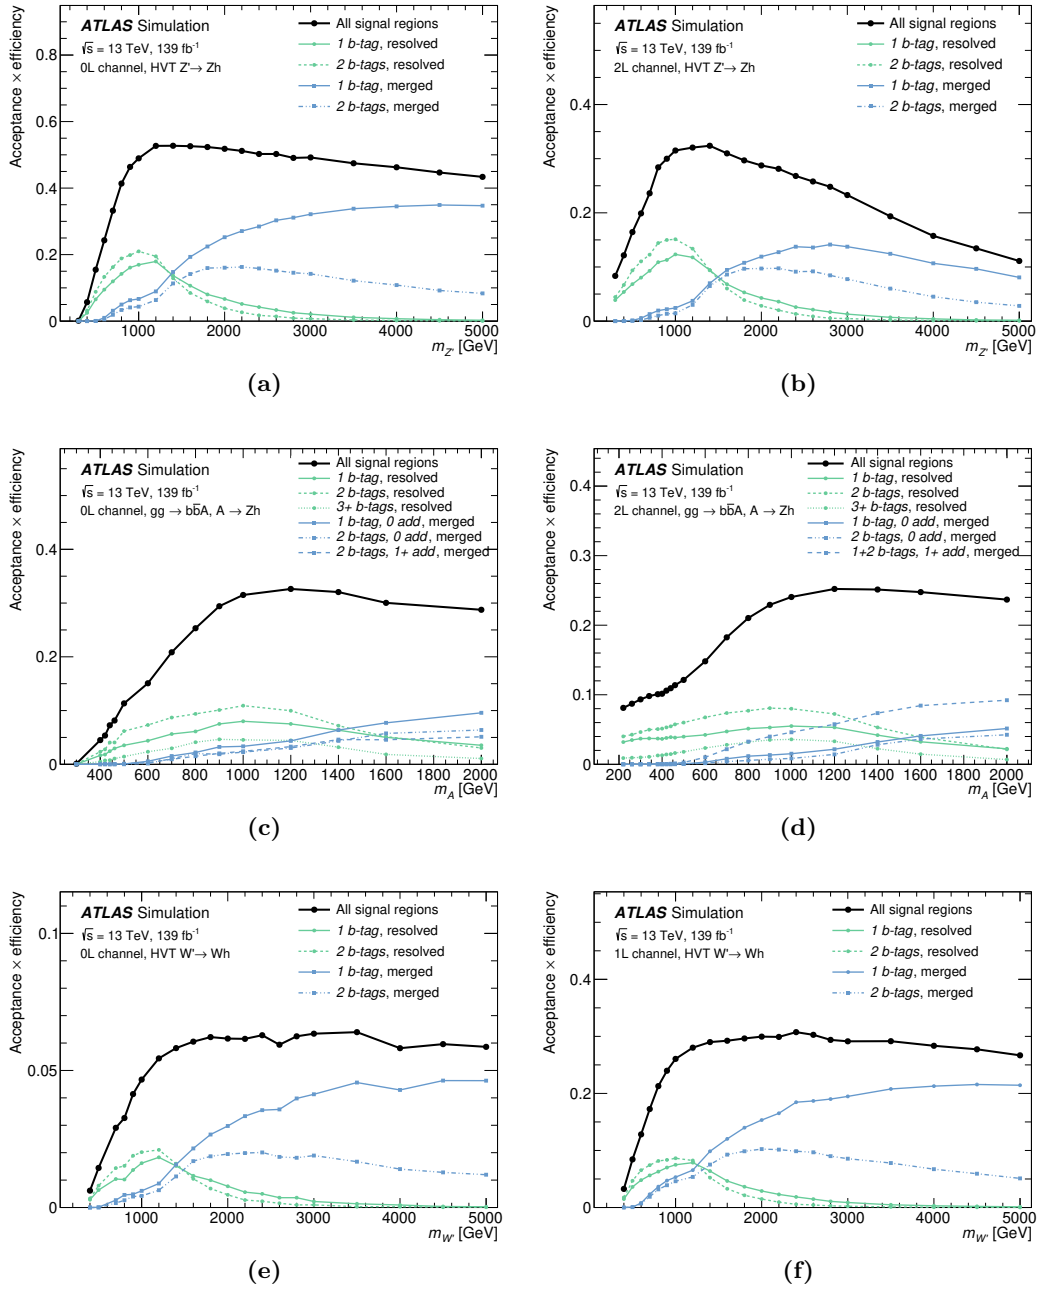 ATLAS Simulation
√s = 13 TeV, 139 fb⁻¹
0L channel, HVT Z'→ Zh
All signal regions
1 b-tag, resolved
2 b-tags, resolved
1 b-tag, merged
2 b-tags, merged
Acceptance × efficiency
0.8
0.6
0.4
0.2
0
1000 2000 3000 4000 5000
m_Z' [GeV]
(a)
ATLAS Simulation
√s = 13 TeV, 139 fb⁻¹
2L channel, HVT Z'→ Zh
All signal regions
1 b-tag, resolved
2 b-tags, resolved
1 b-tag, merged
2 b-tags, merged
Acceptance × efficiency
0.4
0.2
0
1000 2000 3000 4000 5000
m_Z' [GeV]
(b)
ATLAS Simulation
√s = 13 TeV, 139 fb⁻¹
0L channel, gg → bb̄A, A → Zh
All signal regions
1 b-tag, resolved
2 b-tags, resolved
3+ b-tags, resolved
1 b-tag, 0 add, merged
2 b-tags, 0 add, merged
2 b-tags, 1+ add, merged
Acceptance × efficiency
0.4
0.2
0
400 600 800 1000 1200 1400 1600 1800 2000
m_A [GeV]
(c)
ATLAS Simulation
√s = 13 TeV, 139 fb⁻¹
2L channel, gg → bb̄A, A → Zh
All signal regions
1 b-tag, resolved
2 b-tags, resolved
3+ b-tags, resolved
1 b-tag, 0 add, merged
2 b-tags, 0 add, merged
1+2 b-tags, 1+ add, merged
Acceptance × efficiency
0.4
0.3
0.2
0.1
0
200 400 600 800 1000 1200 1400 1600 1800 2000
m_A [GeV]
(d)
ATLAS Simulation
√s = 13 TeV, 139 fb⁻¹
0L channel, HVT W'→ Wh
All signal regions
1 b-tag, resolved
2 b-tags, resolved
1 b-tag, merged
2 b-tags, merged
Acceptance × efficiency
0.1
0.05
0
1000 2000 3000 4000 5000
m_W' [GeV]
(e)
ATLAS Simulation
√s = 13 TeV, 139 fb⁻¹
1L channel, HVT W'→ Wh
All signal regions
1 b-tag, resolved
2 b-tags, resolved
1 b-tag, merged
2 b-tags, merged
Acceptance × efficiency
0.4
0.2
0
1000 2000 3000 4000 5000
m_W' [GeV]
(f)